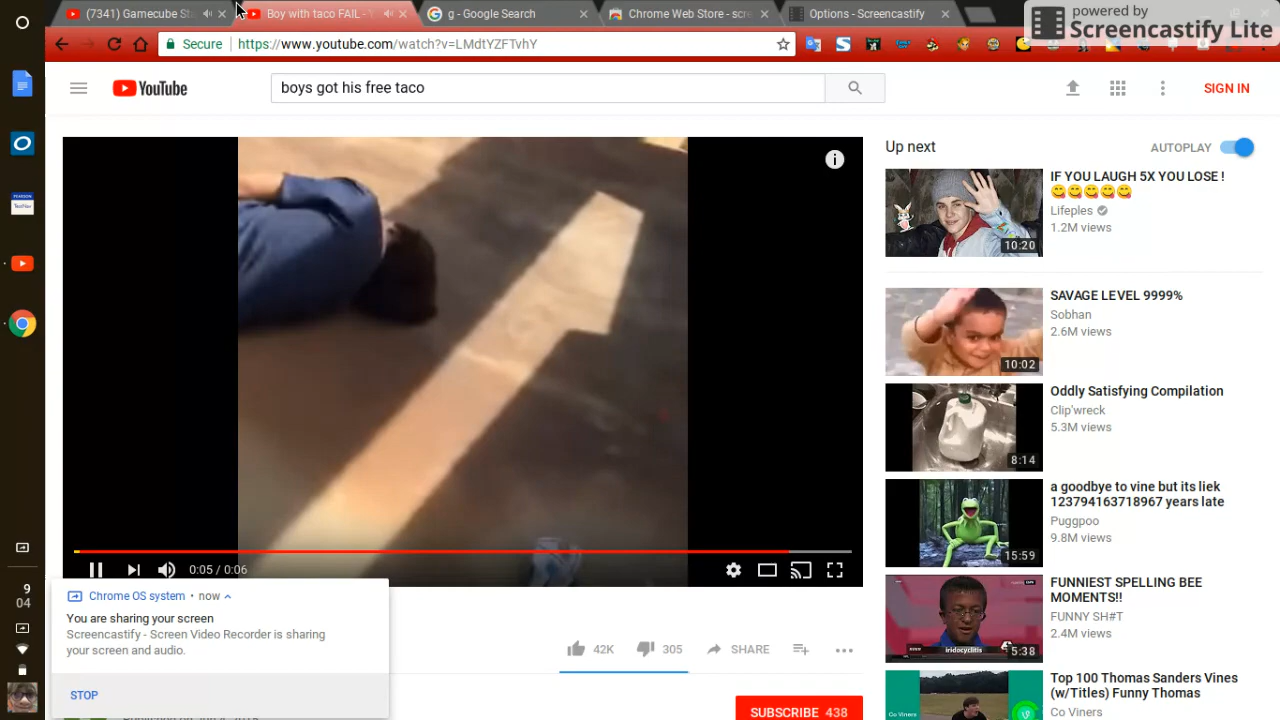 (7341) Gamecube Sta
Boy with taco FAIL - T
g - Google Search
Chrome Web Store - scr
Options - Screencastify
powered by
Screencastify Lite
Secure
https://www.youtube.com/watch?v=LMdtYZFTvhY
YouTube
boys got his free taco
SIGN IN
Up next
AUTOPLAY
IF YOU LAUGH 5X YOU LOSE !
😋😋😋😋
Lifeples
1.2M views
10:20
SAVAGE LEVEL 9999%
Sobhan
2.6M views
10:02
Oddly Satisfying Compilation
Clip'wreck
5.3M views
8:14
a goodbye to vine but its liek
123794163718967 years late
Puggpoo
9.8M views
15:59
FUNNIEST SPELLING BEE
MOMENTS!!
FUNNY SH#T
2.4M views
iridocyclitis
5:38
Top 100 Thomas Sanders Vines
(w/Titles) Funny Thomas
Co Viners
Co Viners
0:05 / 0:06
PEARSON
TestNav
9
04
Chrome OS system • now
You are sharing your screen
Screencastify - Screen Video Recorder is sharing
your screen and audio.
STOP
42K
305
SHARE
SUBSCRIBE 438